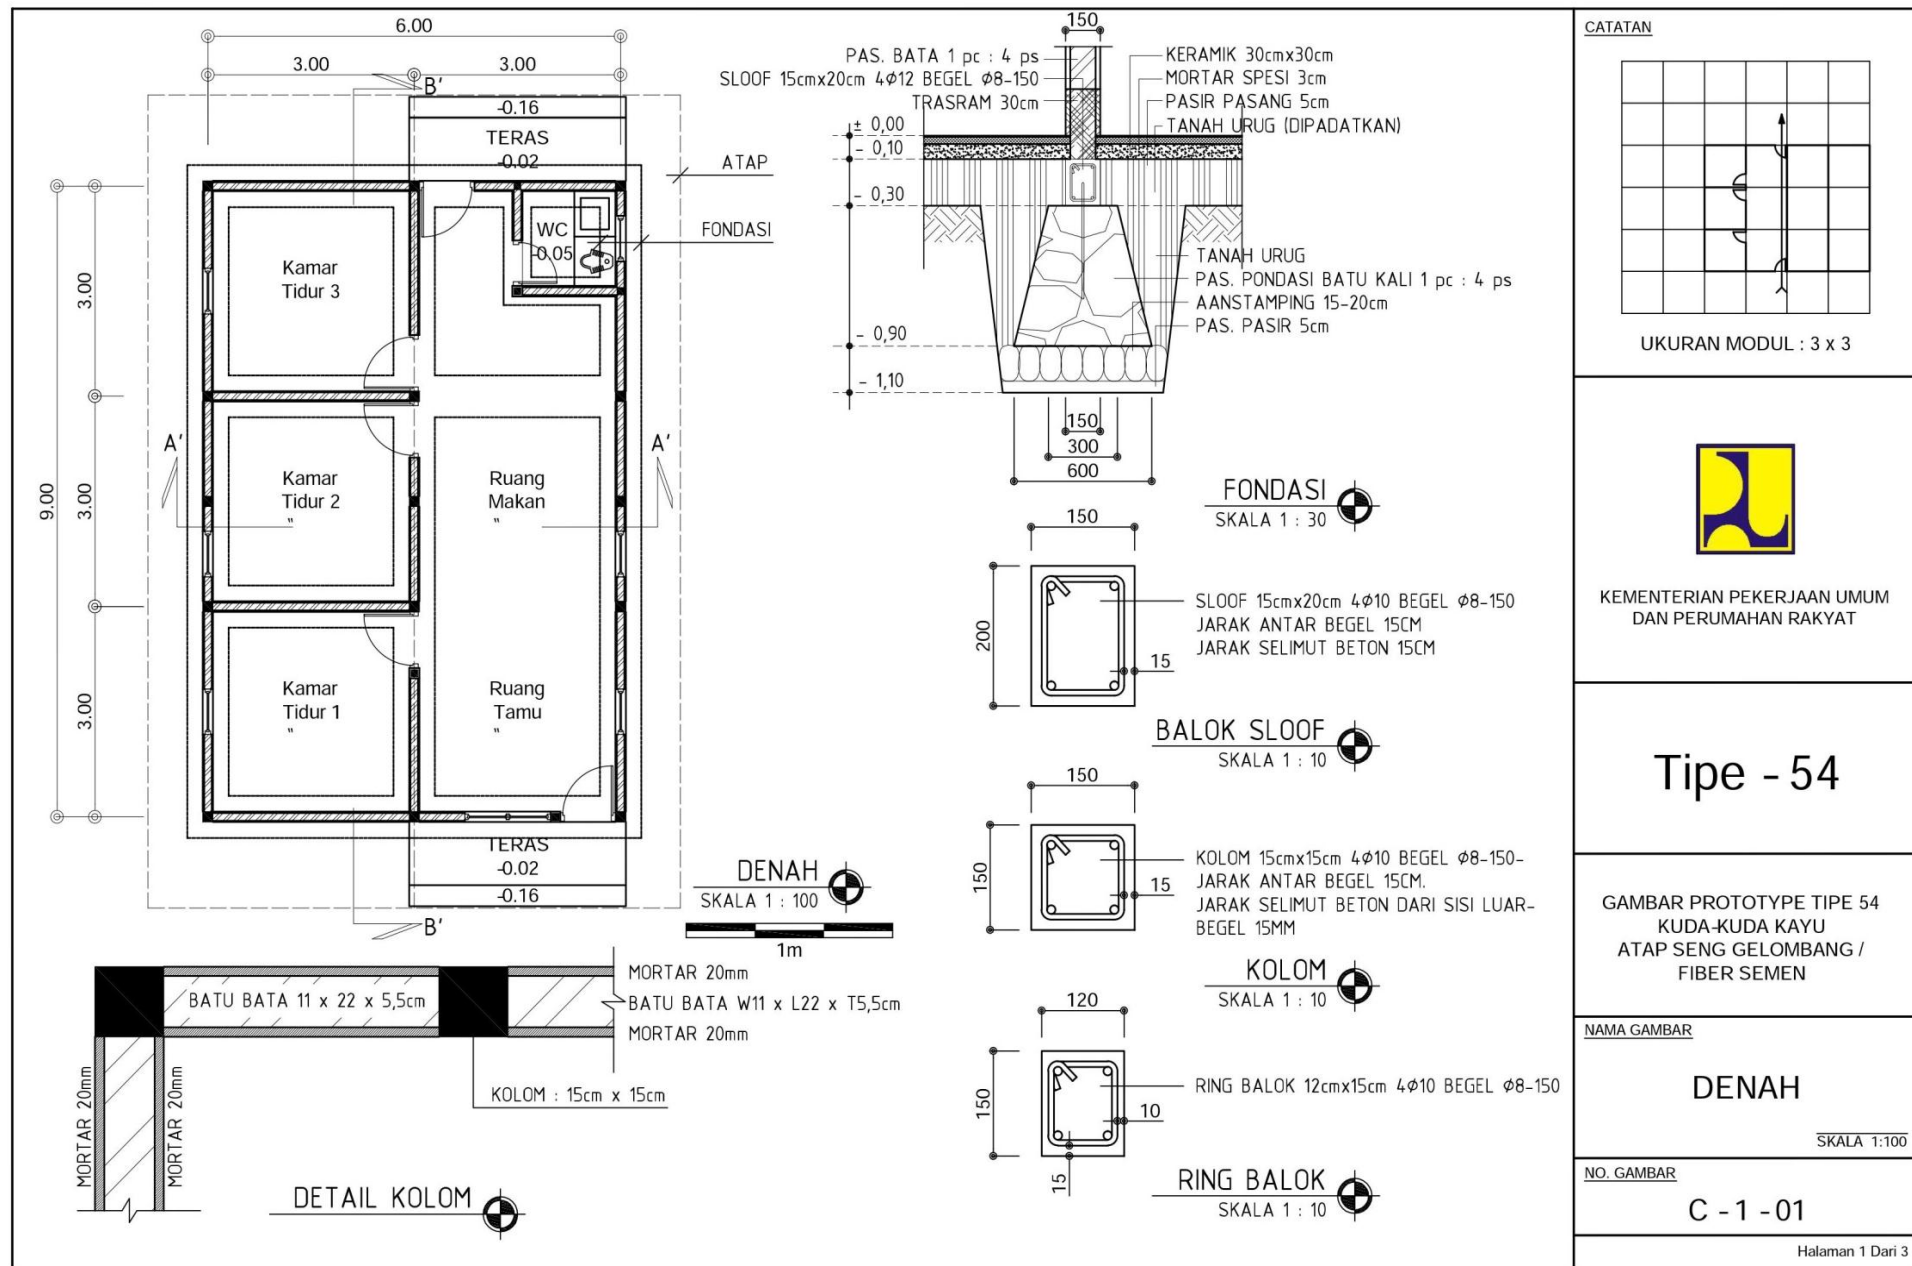 6.00
3.00
3.00
B'
-0.16
TERAS
-0.02
ATAP
FONDASI
WC
-0.05
Kamar
Tidur 3
3.00
A'
A'
9.00
3.00
Kamar
Tidur 2
"
Ruang
Makan
"
3.00
Kamar
Tidur 1
"
Ruang
Tamu
"
TERAS
-0.02
-0.16
B'
DENAH
SKALA 1 : 100
1m
MORTAR 20mm
BATU BATA 11 x 22 x 5,5cm
BATU BATA W11 x L22 x T5,5cm
MORTAR 20mm
KOLOM : 15cm x 15cm
MORTAR 20mm
MORTAR 20mm
DETAIL KOLOM
150
PAS. BATA 1 pc : 4 ps
SLOOF 15cmx20cm 4φ12 BEGEL φ8-150
TRASRAM 30cm
KERAMIK 30cmx30cm
MORTAR SPESI 3cm
PASIR PASANG 5cm
TANAH URUG (DIPADATKAN)
± 0,00
- 0,10
- 0,30
- 0,90
- 1,10
TANAH URUG
PAS. PONDASI BATU KALI 1 pc : 4 ps
AANSTAMPING 15-20cm
PAS. PASIR 5cm
150
300
600
FONDASI
SKALA 1 : 30
150
200
15
SLOOF 15cmx20cm 4φ10 BEGEL φ8-150
JARAK ANTAR BEGEL 15CM
JARAK SELIMUT BETON 15CM
BALOK SLOOF
SKALA 1 : 10
150
150
15
KOLOM 15cmx15cm 4φ10 BEGEL φ8-150-
JARAK ANTAR BEGEL 15CM.
JARAK SELIMUT BETON DARI SISI LUAR-
BEGEL 15MM
KOLOM
SKALA 1 : 10
120
150
10
15
RING BALOK 12cmx15cm 4φ10 BEGEL φ8-150
RING BALOK
SKALA 1 : 10
CATATAN
UKURAN MODUL : 3 x 3
KEMENTERIAN PEKERJAAN UMUM
DAN PERUMAHAN RAKYAT
Tipe - 54
GAMBAR PROTOTYPE TIPE 54
KUDA-KUDA KAYU
ATAP SENG GELOMBANG /
FIBER SEMEN
NAMA GAMBAR
DENAH
SKALA 1:100
NO. GAMBAR
C - 1 - 01
Halaman 1 Dari 3